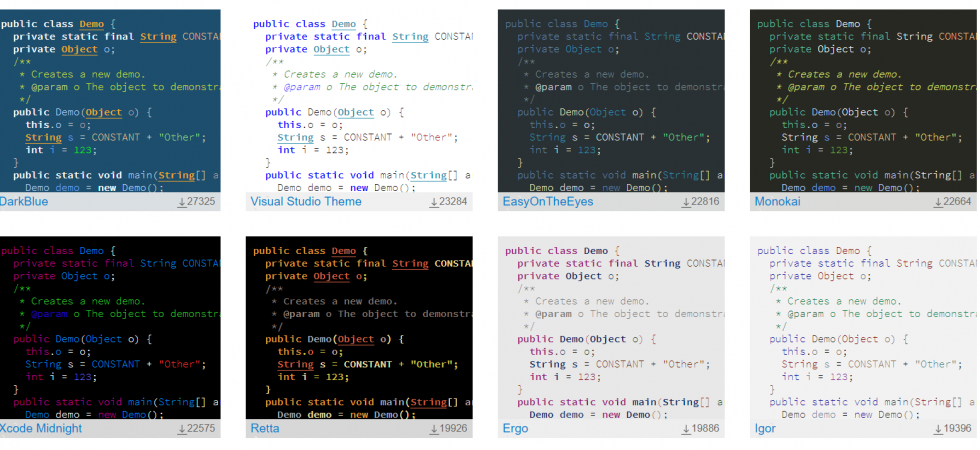 public class Demo {
private static final String CONSTA
private Object o;
/**
* Creates a new demo.
* @param o The object to demonstra
*/
public Demo(Object o) {
this.o = o;
String s = CONSTANT + "Other";
int i = 123;
}
public static void main(String[] a
Demo demo = new Demo();
DarkBlue 27325
public class Demo {
private static final String CONSTA
private Object o;
/**
* Creates a new demo.
* @param o The object to demonstra
*/
public Demo(Object o) {
this.o = o;
String s = CONSTANT + "Other";
int i = 123;
}
public static void main(String[] a
Demo demo = new Demo();
Visual Studio Theme 23284
public class Demo {
private static final String CONSTAN
private Object o;
/**
* Creates a new demo.
* @param o The object to demonstra
*/
public Demo(Object o) {
this.o = o;
String s = CONSTANT + "Other";
int i = 123;
}
public static void main(String[] a
Demo demo = new Demo();
EasyOnTheEyes 22816
public class Demo {
private static final String CONSTA
private Object o;
/**
* Creates a new demo.
* @param o The object to demonstra
*/
public Demo(Object o) {
this.o = o;
String s = CONSTANT + "Other";
int i = 123;
}
public static void main(String[] a
Demo demo = new Demo();
Monokai 22664
public class Demo {
private static final String CONSTA
private Object o;
/**
* Creates a new demo.
* @param o The object to demonstra
*/
public Demo(Object o) {
this.o = o;
String s = CONSTANT + "Other";
int i = 123;
}
public static void main(String[] a
Demo demo = new Demo();
Xcode Midnight 22575
public class Demo {
private static final String CONSTA
private Object o;
/**
* Creates a new demo.
* @param o The object to demonstra
*/
public Demo(Object o) {
this.o = o;
String s = CONSTANT + "Other";
int i = 123;
}
public static void main(String[] a
Demo demo = new Demo();
Retta 19926
public class Demo {
private static final String CONSTAN
private Object o;
/**
* Creates a new demo.
* @param o The object to demonstra
*/
public Demo(Object o) {
this.o = o;
String s = CONSTANT + "Other";
int i = 123;
}
public static void main(String[] a
Demo demo = new Demo();
Ergo 19886
public class Demo {
private static final String CONSTA
private Object o;
/**
* Creates a new demo.
* @param o The object to demonstra
*/
public Demo(Object o) {
this.o = o;
String s = CONSTANT + "Other";
int i = 123;
}
public static void main(String[] a
Demo demo = new Demo();
Igor 19396